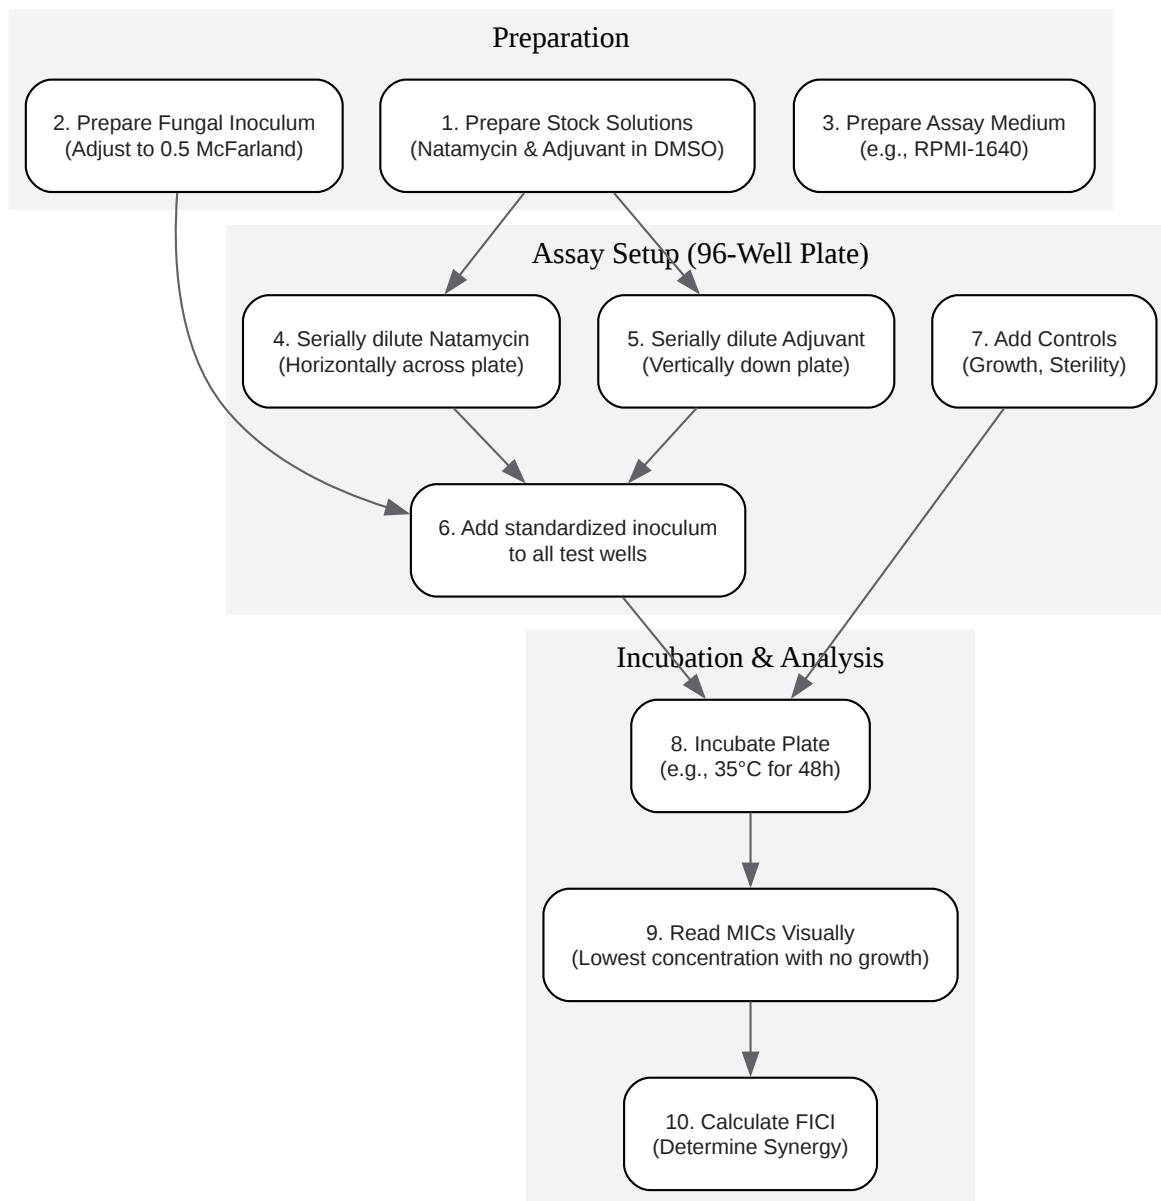 Preparation
2. Prepare Fungal Inoculum
(Adjust to 0.5 McFarland)
1. Prepare Stock Solutions
(Natamycin & Adjuvant in DMSO)
3. Prepare Assay Medium
(e.g., RPMI-1640)
Assay Setup (96-Well Plate)
4. Serially dilute Natamycin
(Horizontally across plate)
5. Serially dilute Adjuvant
(Vertically down plate)
7. Add Controls
(Growth, Sterility)
6. Add standardized inoculum
to all test wells
Incubation & Analysis
8. Incubate Plate
(e.g., 35°C for 48h)
9. Read MICs Visually
(Lowest concentration with no growth)
10. Calculate FICI
(Determine Synergy)